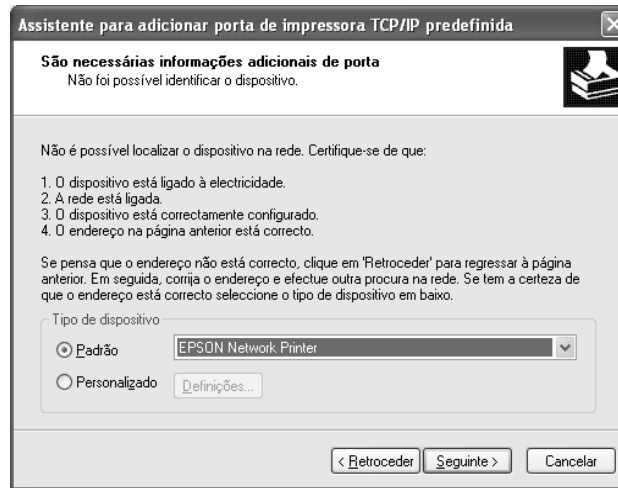 Assistente para adicionar porta de impressora TCP/IP predefinida
São necessárias informações adicionais de porta
Não foi possível identificar o dispositivo.
Não é possível localizar o dispositivo na rede. Certifique-se de que:
1. O dispositivo está ligado à electricidade.
2. A rede está ligada.
3. O dispositivo está correctamente configurado.
4. O endereço na página anterior está correcto.
Se pensa que o endereço não está correcto, clique em 'Retroceder' para regressar à página
anterior. Em seguida, corrija o endereço e efectue outra procura na rede. Se tem a certeza de
que o endereço está correcto seleccione o tipo de dispositivo em baixo.
Tipo de dispositivo
Padrão EPSON Network Printer
Personalizado Definições...
< Retroceder Seguinte > Cancelar